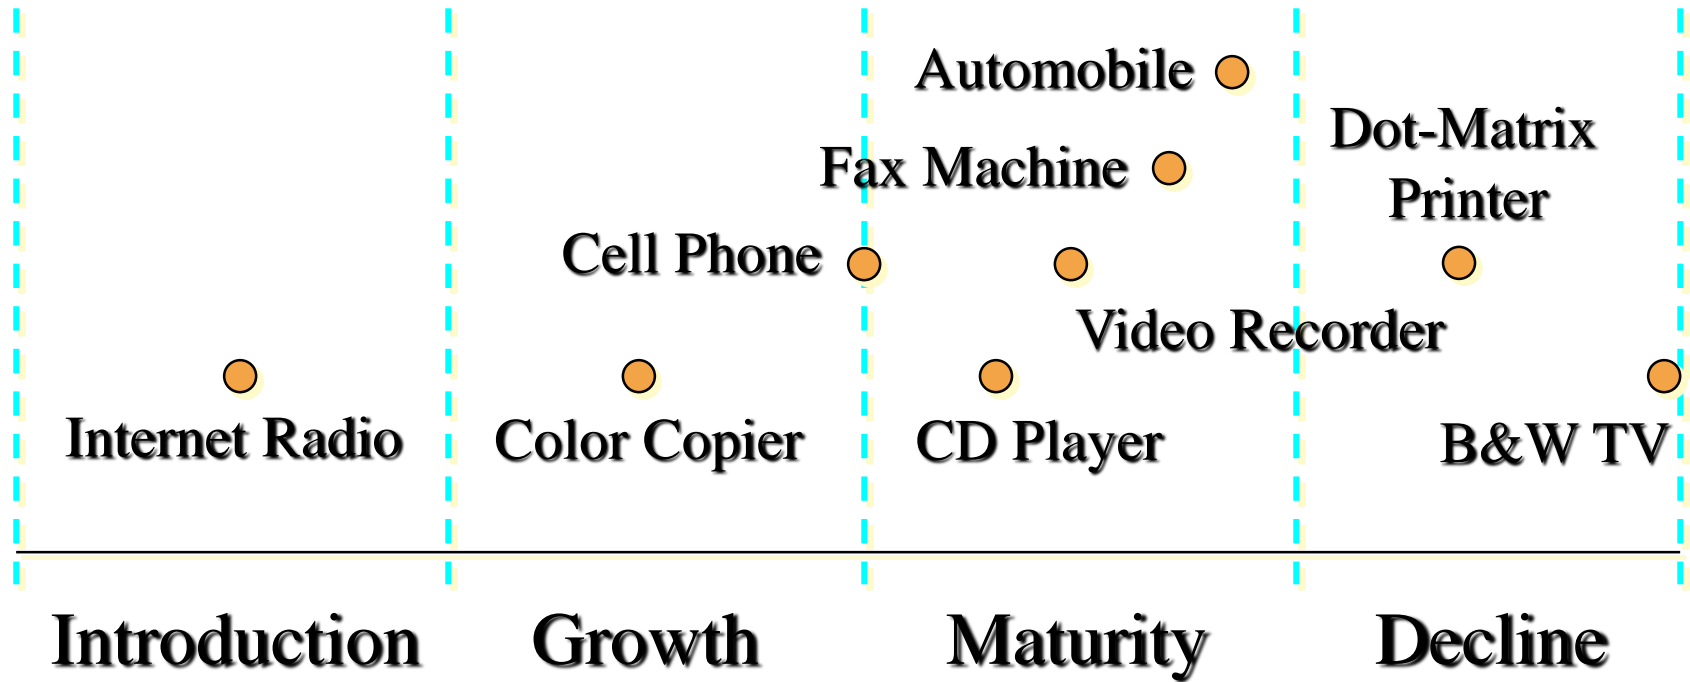 Automobile
Dot-Matrix
Printer
Fax Machine
Cell Phone
Video Recorder
Internet Radio
Color Copier
CD Player
B&W TV
Introduction
Growth
Maturity
Decline